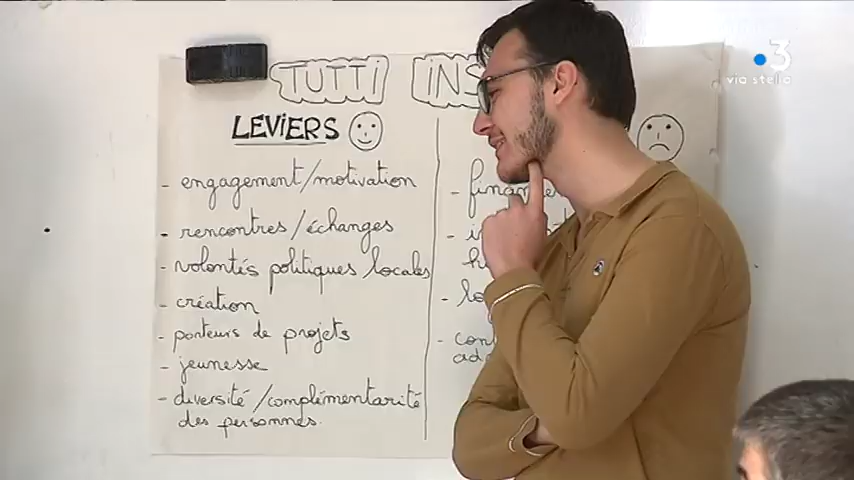 TUTTI INS
3
via stella
LEViERS
- engagement/motivation
- rencontres/échanges
- volontés politiques locales
- création
- porteurs de projets
- jeunesse
- diversité/complémentarité
des personnes.